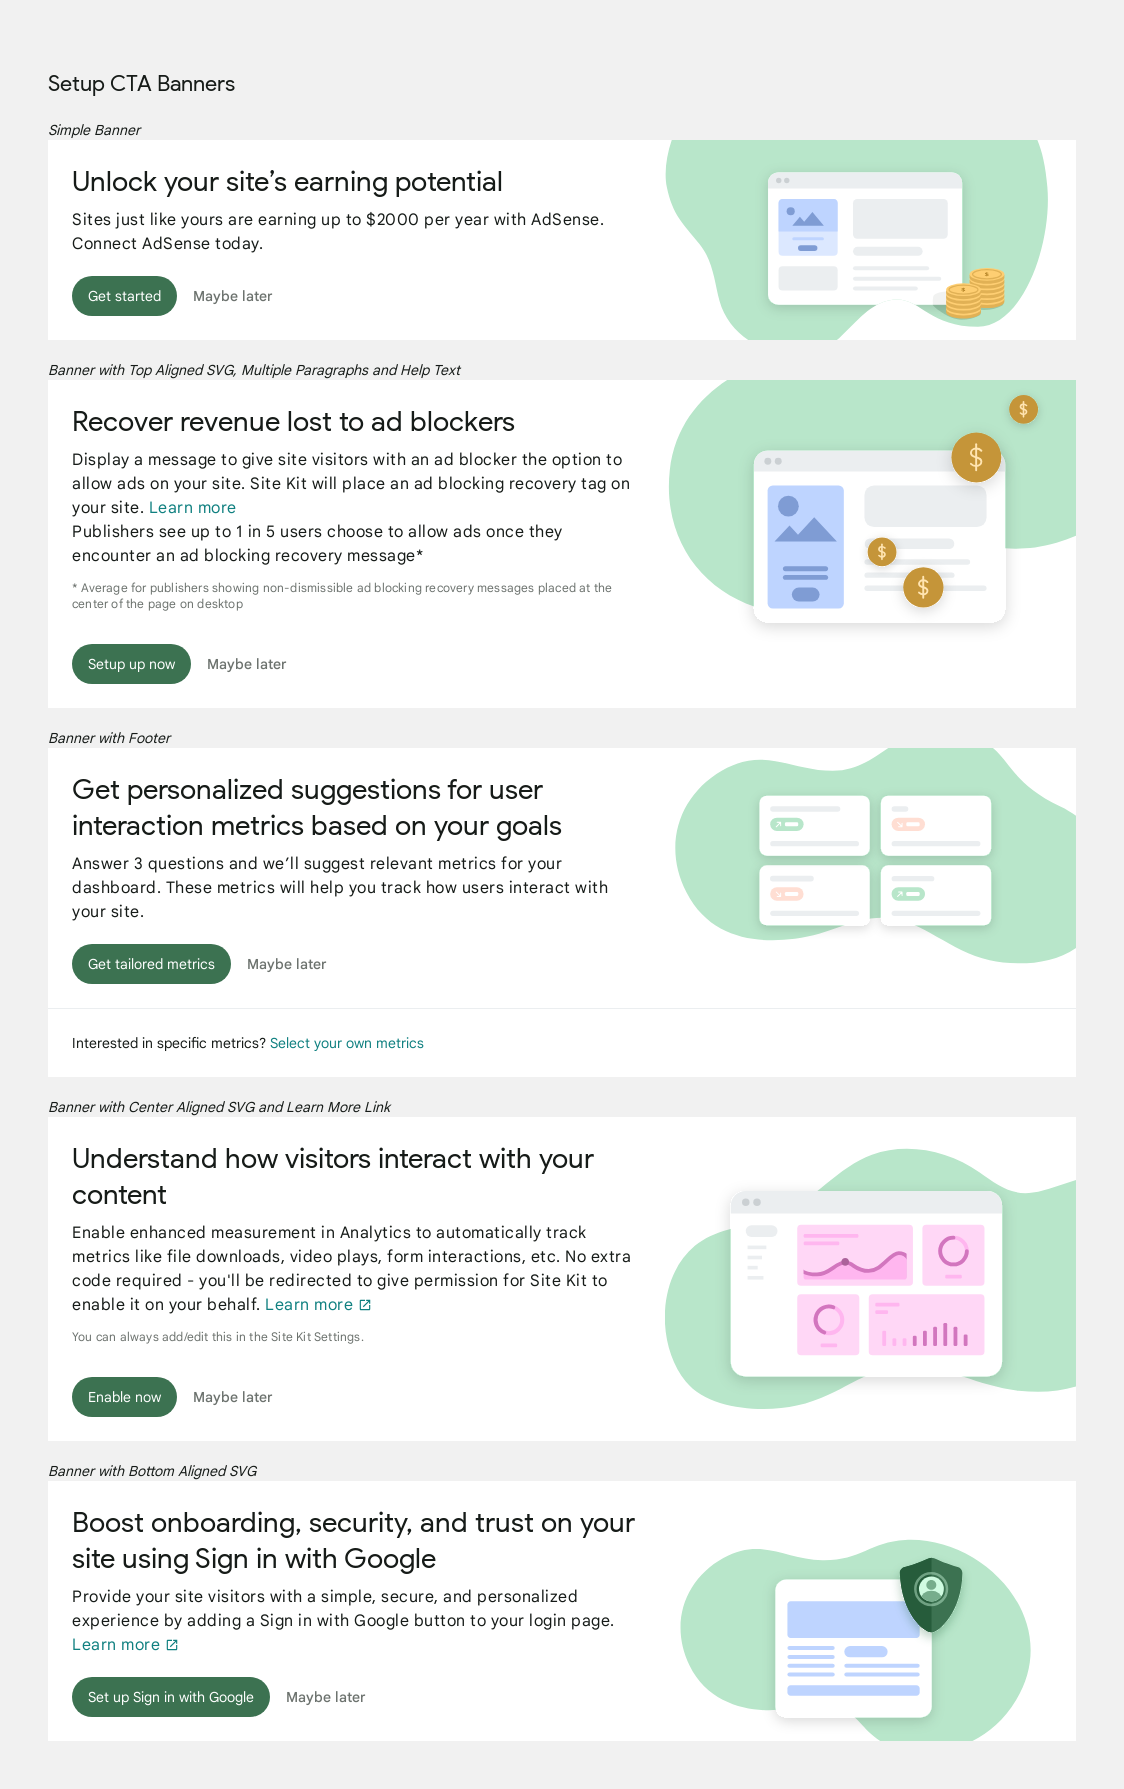 Setup CTA Banners
Simple Banner
Unlock your site’s earning potential
Sites just like yours are earning up to $2000 per year with AdSense.
Connect AdSense today.
Get started
Maybe later
Banner with Top Aligned SVG, Multiple Paragraphs and Help Text
Recover revenue lost to ad blockers
Display a message to give site visitors with an ad blocker the option to
allow ads on your site. Site Kit will place an ad blocking recovery tag on
your site. Learn more
Publishers see up to 1 in 5 users choose to allow ads once they
encounter an ad blocking recovery message*
* Average for publishers showing non-dismissible ad blocking recovery messages placed at the
center of the page on desktop
Setup up now
Maybe later
$
$
$
$
Banner with Footer
Get personalized suggestions for user
interaction metrics based on your goals
Answer 3 questions and we’ll suggest relevant metrics for your
dashboard. These metrics will help you track how users interact with
your site.
Get tailored metrics
Maybe later
Interested in specific metrics? Select your own metrics
Banner with Center Aligned SVG and Learn More Link
Understand how visitors interact with your
content
Enable enhanced measurement in Analytics to automatically track
metrics like file downloads, video plays, form interactions, etc. No extra
code required - you'll be redirected to give permission for Site Kit to
enable it on your behalf. Learn more
You can always add/edit this in the Site Kit Settings.
Enable now
Maybe later
Banner with Bottom Aligned SVG
Boost onboarding, security, and trust on your
site using Sign in with Google
Provide your site visitors with a simple, secure, and personalized
experience by adding a Sign in with Google button to your login page.
Learn more
Set up Sign in with Google
Maybe later